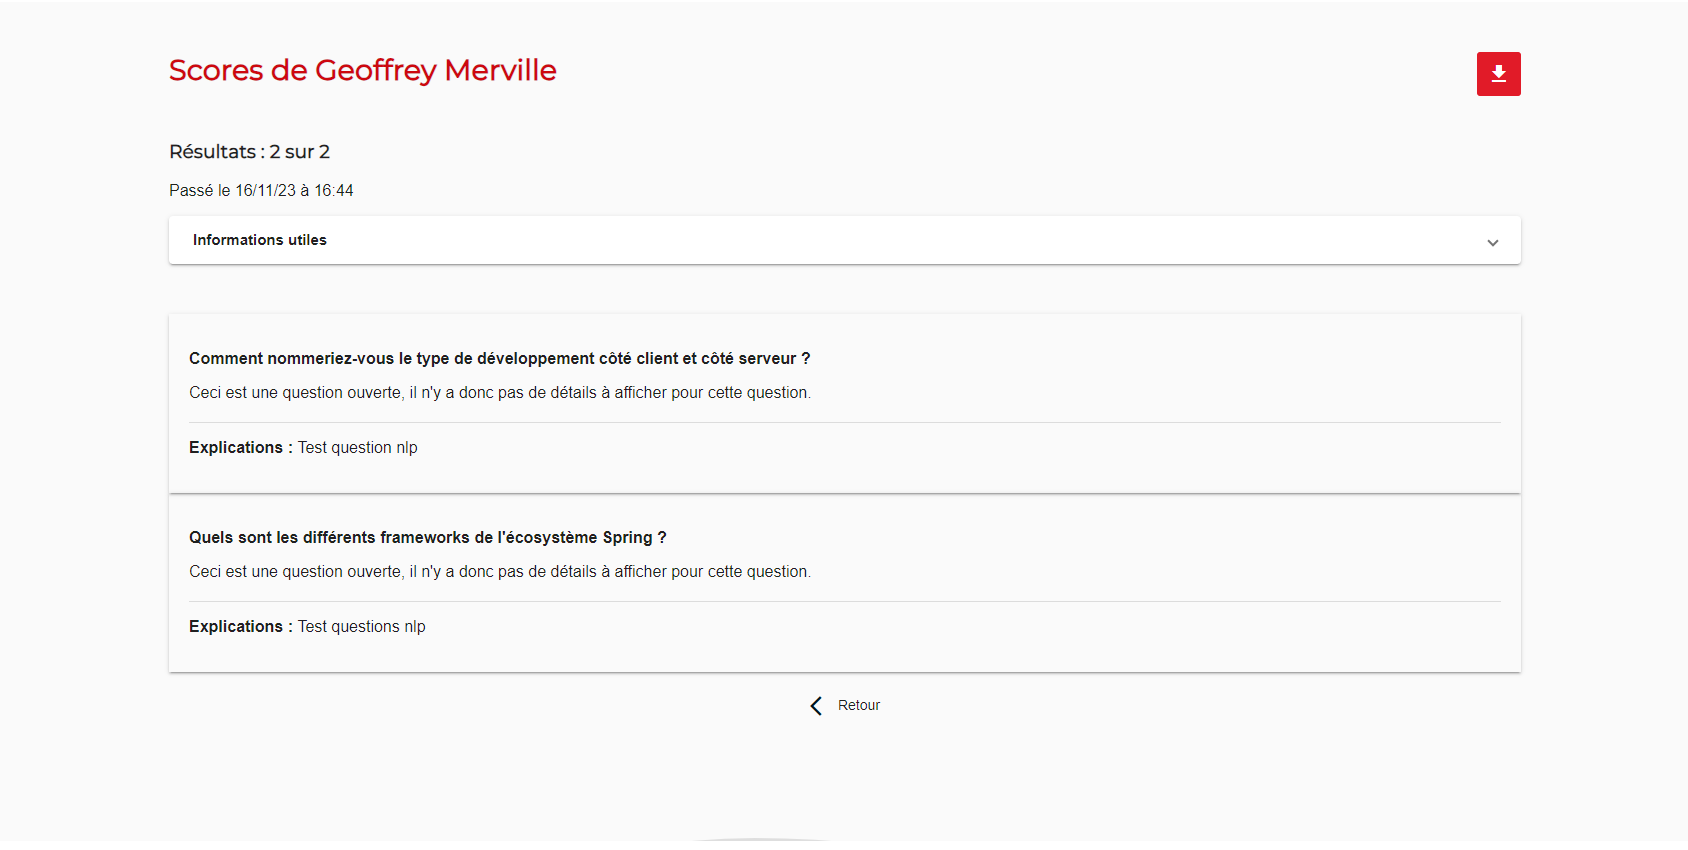 Scores de Geoffrey Merville
Résultats : 2 sur 2
Passé le 16/11/23 à 16:44
Informations utiles
Comment nommeriez-vous le type de développement côté client et côté serveur ?
Ceci est une question ouverte, il n'y a donc pas de détails à afficher pour cette question.
Explications : Test question nlp
Quels sont les différents frameworks de l'écosystème Spring ?
Ceci est une question ouverte, il n'y a donc pas de détails à afficher pour cette question.
Explications : Test questions nlp
Retour